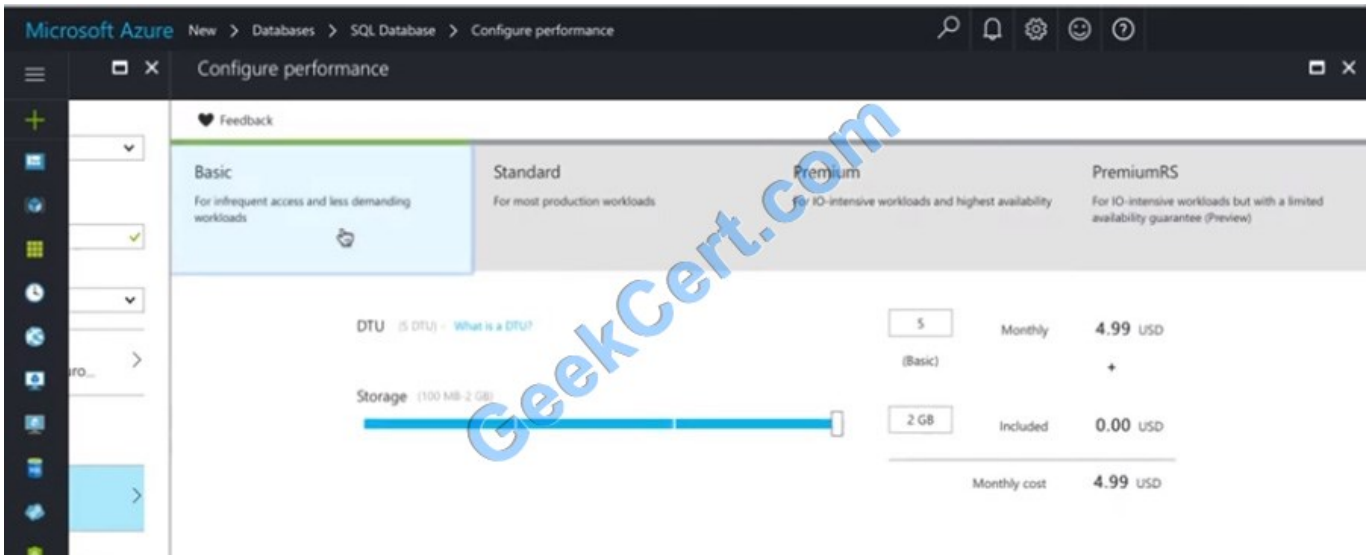 Microsoft Azure New > Databases > SQL Database > Configure performance
Configure performance
Feedback
Basic
For infrequent access and less demanding
workloads
Standard
For most production workloads
Premium
For IO-intensive workloads and highest availability
PremiumRS
For IO-intensive workloads but with a limited
availability guarantee (Preview)
GeekCert.com
DTU (5 DTU) - What is a DTU?
5
(Basic)
Monthly
4.99 USD
+
iro...
Storage (100 MB-2 GB)
2 GB
Included
0.00 USD
Monthly cost
4.99 USD